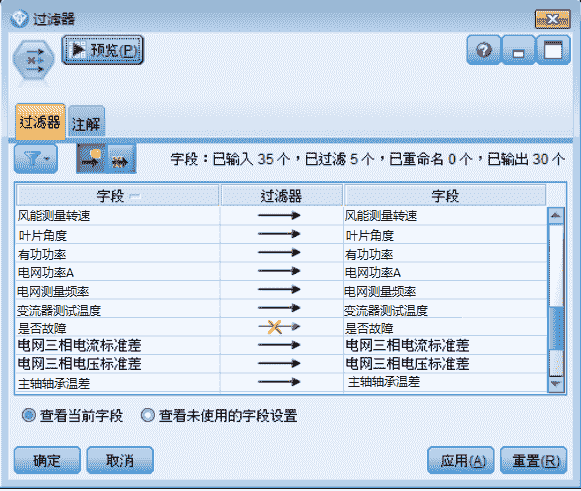 过滤器
预览(P)
?
过滤器 注解
字段：已输入 35 个，已过滤 5 个，已重命名 0 个，已输出 30 个
字段 过滤器 字段
风能测量转速 风能测量转速
叶片角度 叶片角度
有功功率 有功功率
电网功率A 电网功率A
电网测量频率 电网测量频率
变流器测试温度 变流器测试温度
是否故障 是否故障
电网三相电流标准差 电网三相电流标准差
电网三相电压标准差 电网三相电压标准差
主轴轴承温差 主轴轴承温差
查看当前字段 查看未使用的字段设置
确定 取消 应用(A) 重置(R)